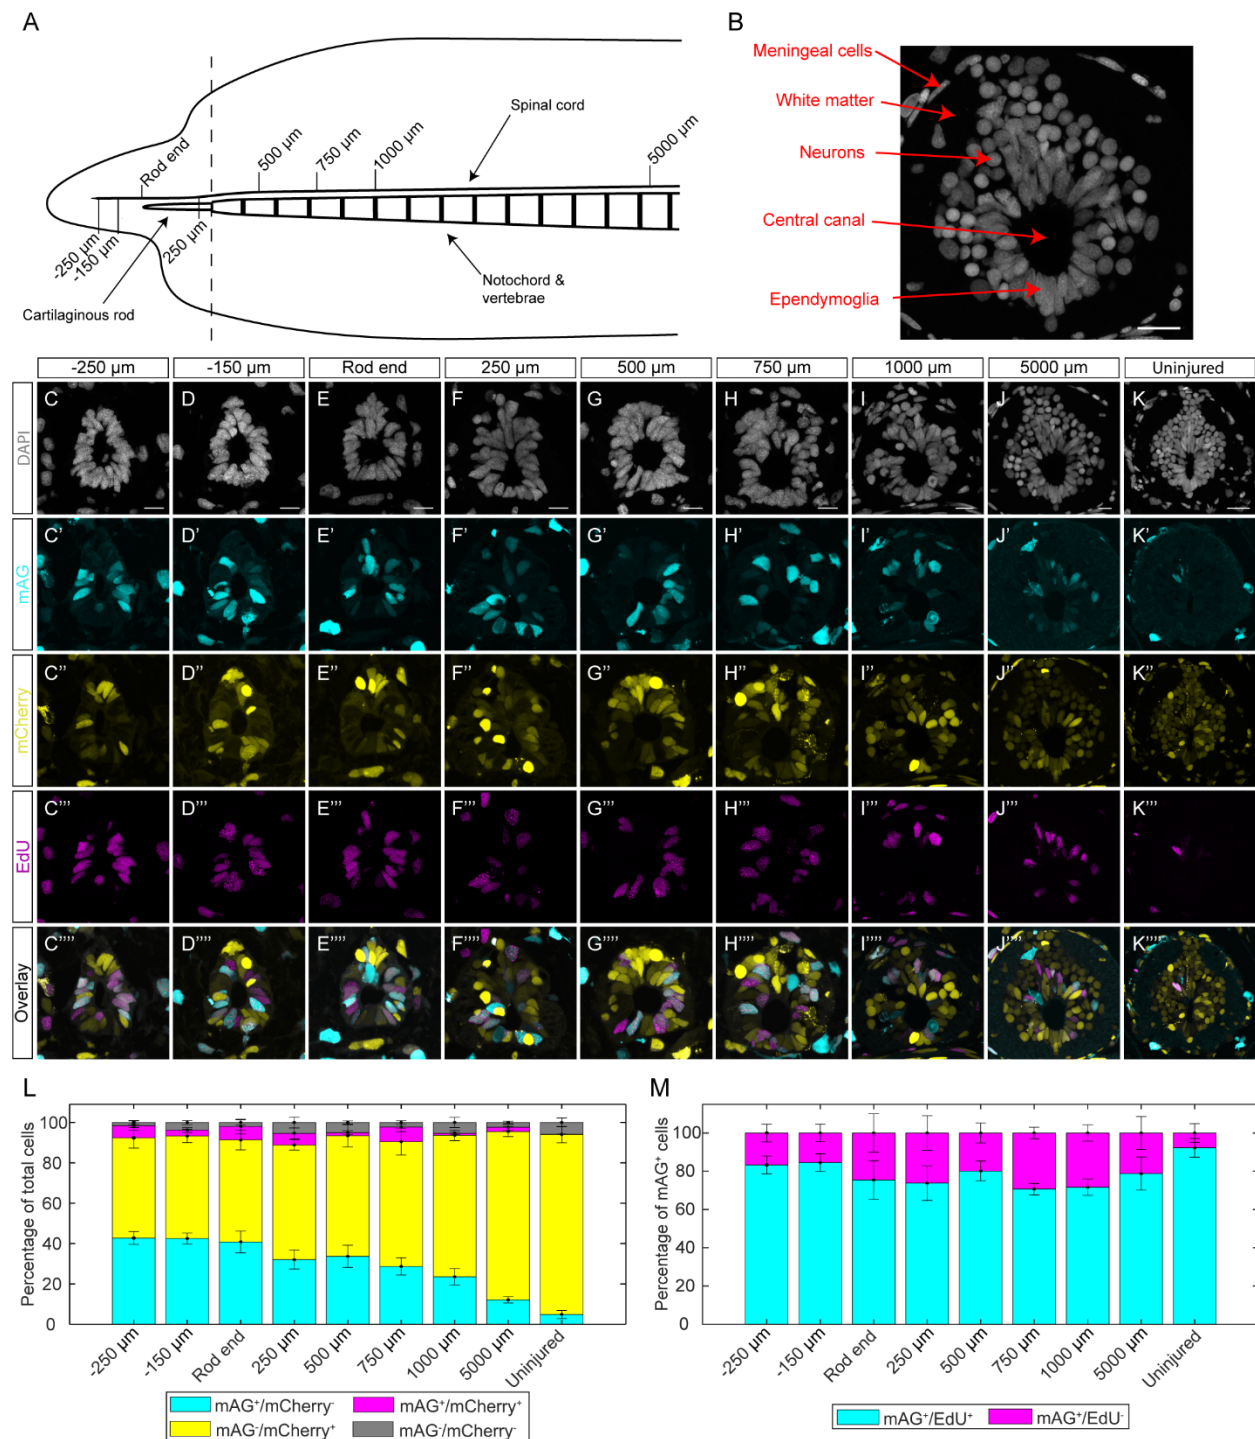 A
B
Rod end
500 µm
750 µm
1000 µm
Spinal cord
5000 µm
-250 µm
-150 µm
250 µm
Cartilaginous rod
Notochord &
vertebrae
Meningeal cells
White matter
Neurons
Central canal
Ependymoglia
-250 µm -150 µm Rod end 250 µm 500 µm 750 µm 1000 µm 5000 µm Uninjured
DAPI C D E F G H I J K
mAG C' D' E' F' G' H' I' J' K'
mCherry C'' D'' E'' F'' G'' H'' I'' J'' K''
EdU C''' D''' E''' F''' G''' H''' I''' J''' K'''
Overlay C'''' D'''' E'''' F'''' G'''' H'''' I'''' J'''' K''''
L
Percentage of total cells
100
80
60
40
20
0
-250 µm -150 µm Rod end 250 µm 500 µm 750 µm 1000 µm 5000 µm Uninjured
mAG⁺/mCherry⁻ mAG⁺/mCherry⁺
mAG⁻/mCherry⁺ mAG⁻/mCherry⁻
M
Percentage of mAG⁺ cells
100
80
60
40
20
0
-250 µm -150 µm Rod end 250 µm 500 µm 750 µm 1000 µm 5000 µm Uninjured
mAG⁺/EdU⁺ mAG⁺/EdU⁻